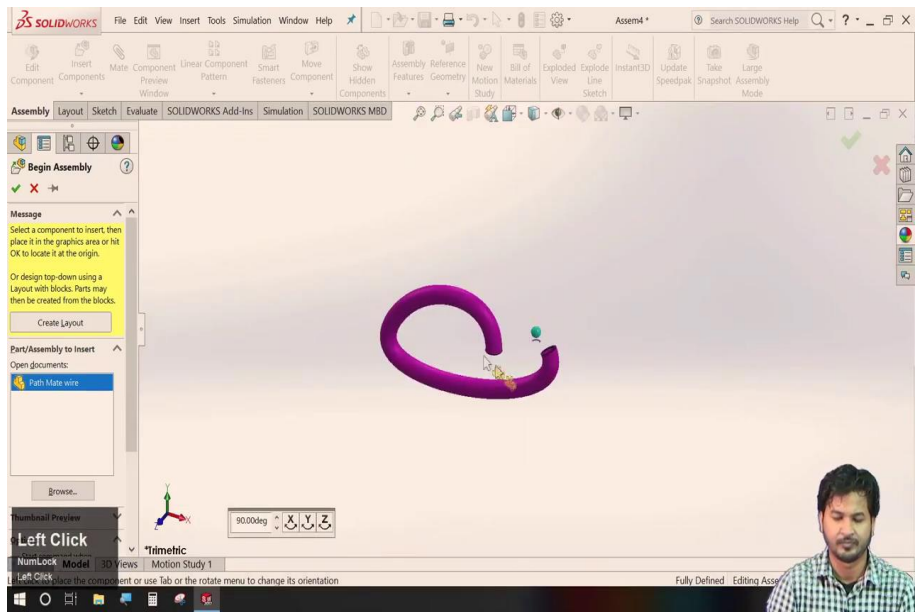 SOLIDWORKS File Edit View Insert Tools Simulation Window Help Assem4 * Search SOLIDWORKS Help ?
Edit Component
Insert Components
Mate
Component Preview Window
Linear Component Pattern
Smart Fasteners
Move Component
Show Hidden Components
Assembly Features
Reference Geometry
New Motion Study
Bill of Materials
Exploded View
Explode Line Sketch
Instant3D
Update Speedpak
Take Snapshot
Large Assembly Mode
Assembly Layout Sketch Evaluate SOLIDWORKS Add-Ins Simulation SOLIDWORKS MBD
Begin Assembly ?
Message
Select a component to insert, then
place it in the graphics area or hit
OK to locate it at the origin.
Or design top-down using a
Layout with blocks. Parts may
then be created from the blocks.
Create Layout
Part/Assembly to Insert
Open documents:
Path Mate wire
Browse...
Thumbnail Preview
Left Click
NumLock
Left Click
Y
X
Z
90.00deg X Y Z
*Trimetric
Model 3D Views Motion Study 1
place the component or use Tab or the rotate menu to change its orientation Fully Defined Editing Asse